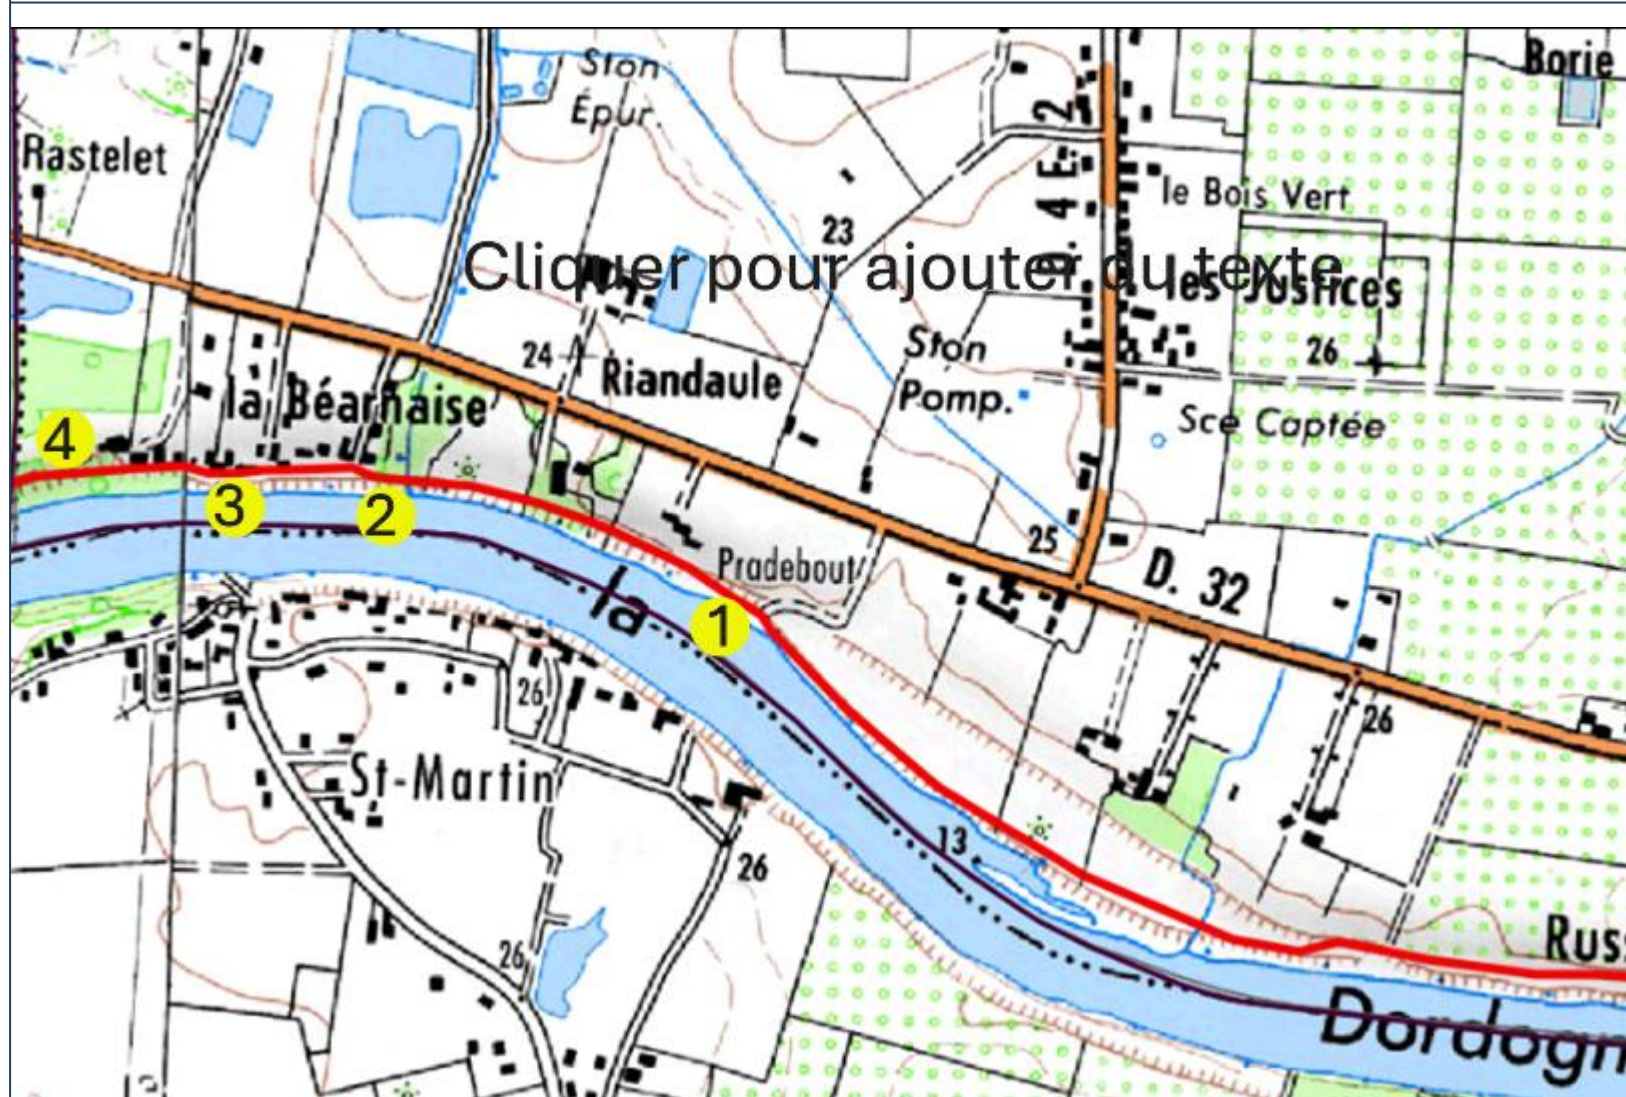 Ston
Épur.
Borie
Rastelet
D. 4 E. 2
le Bois Vert
23
Cliquer pour ajouter du texte
les Justices
24
Riandaule
Ston
Pomp.
26
la Béarnaise
Sce Captée
4
3
2
25
Pradebout
D. 32
la
1
26
26
St-Martin
13
26
26
Russ
Dordogn